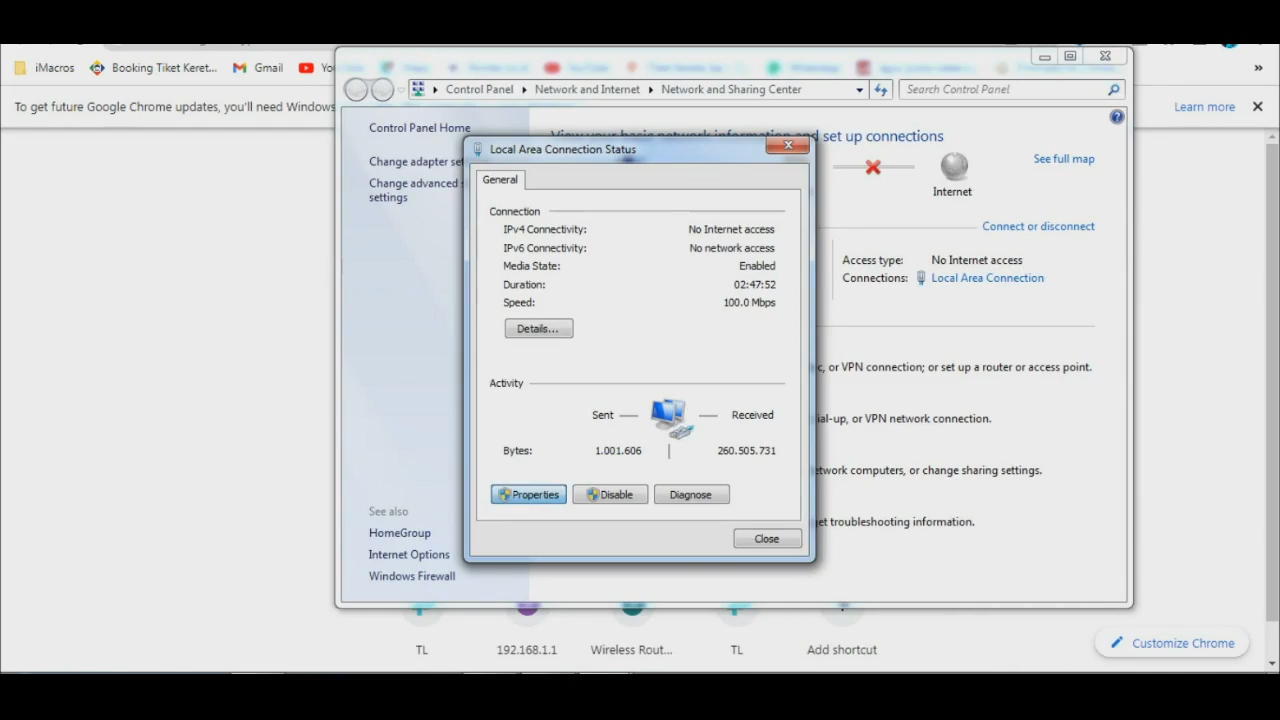 iMacros
Booking Tiket Keret...
Gmail
To get future Google Chrome updates, you'll need Windows
Learn more
Control Panel
Network and Internet
Network and Sharing Center
Search Control Panel
Control Panel Home
Change adapter
Change advanced
settings
See also
HomeGroup
Internet Options
Windows Firewall
View your basic network information and set up connections
See full map
Internet
Connect or disconnect
Access type: No Internet access
Connections: Local Area Connection
or VPN connection; or set up a router or access point.
or VPN network connection.
computers, or change sharing settings.
troubleshooting information.
Local Area Connection Status
General
Connection
IPv4 Connectivity: No Internet access
IPv6 Connectivity: No network access
Media State: Enabled
Duration: 02:47:52
Speed: 100.0 Mbps
Details...
Activity
Sent
Received
Bytes: 1.001.606 260.505.731
Properties
Disable
Diagnose
Close
TL
192.168.1.1
Wireless Rout...
TL
Add shortcut
Customize Chrome